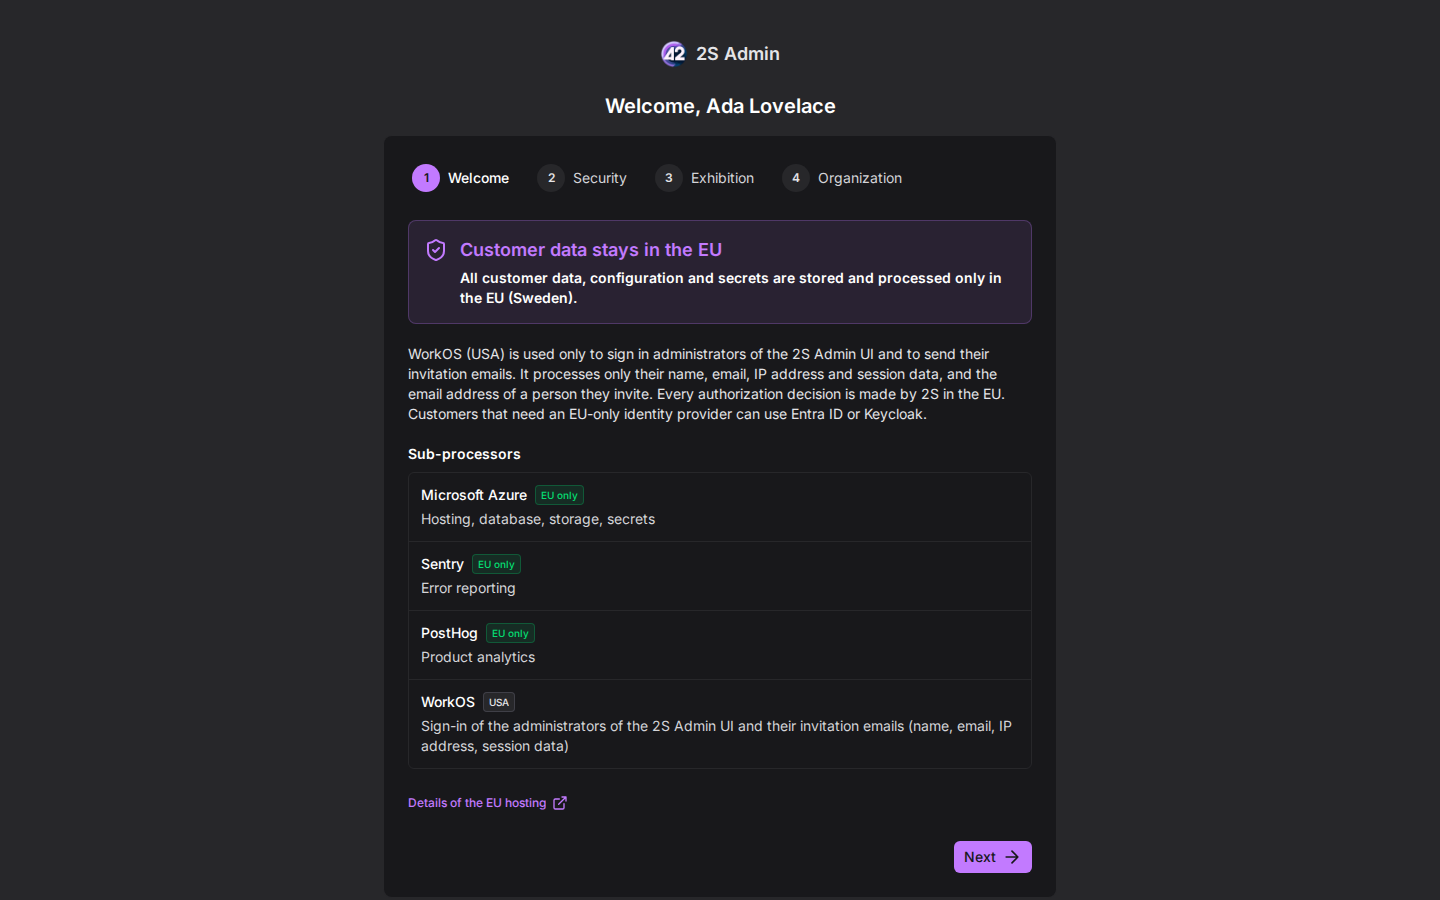 42 2S Admin
Welcome, Ada Lovelace
1 Welcome 2 Security 3 Exhibition 4 Organization
Customer data stays in the EU
All customer data, configuration and secrets are stored and processed only in
the EU (Sweden).
WorkOS (USA) is used only to sign in administrators of the 2S Admin UI and to send their
invitation emails. It processes only their name, email, IP address and session data, and the
email address of a person they invite. Every authorization decision is made by 2S in the EU.
Customers that need an EU-only identity provider can use Entra ID or Keycloak.
Sub-processors
Microsoft Azure EU only
Hosting, database, storage, secrets
Sentry EU only
Error reporting
PostHog EU only
Product analytics
WorkOS USA
Sign-in of the administrators of the 2S Admin UI and their invitation emails (name, email, IP
address, session data)
Details of the EU hosting
Next